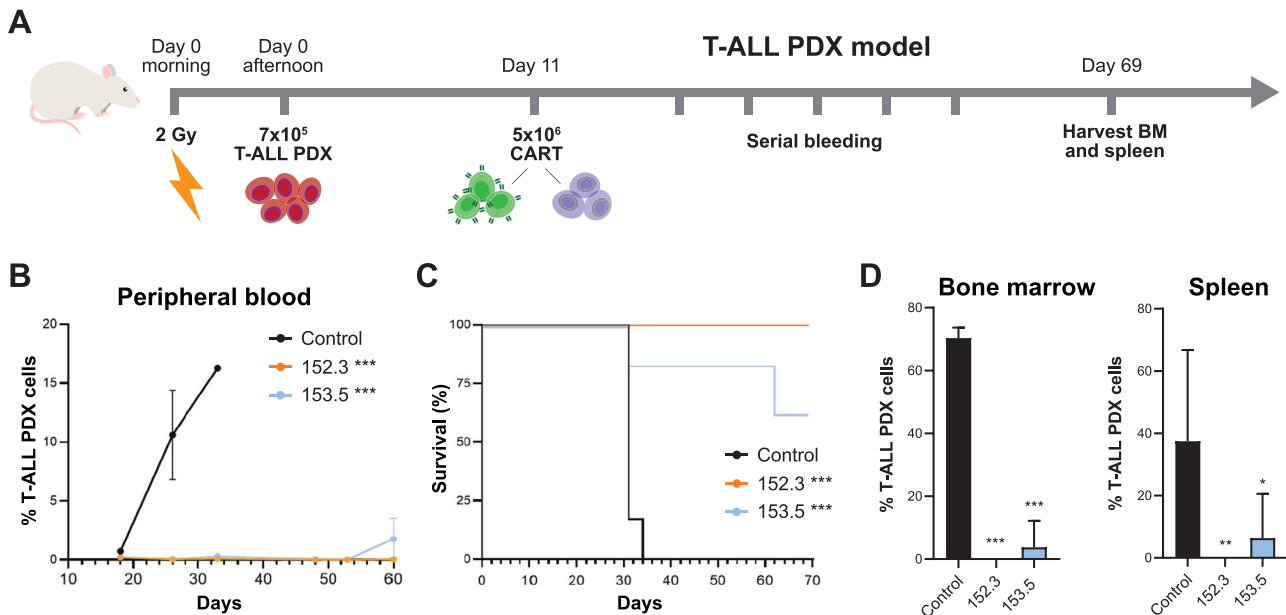 A
T-ALL PDX model
Day 0
morning
Day 0
afternoon
Day 11
Day 69
2 Gy
7x10⁵
T-ALL PDX
5x10⁶
CART
Serial bleeding
Harvest BM
and spleen
B
Peripheral blood
% T-ALL PDX cells
20
15
10
5
0
10
20
30
40
50
60
Days
Control
152.3 ***
153.5 ***
C
Survival (%)
100
75
50
25
0
0
10
20
30
40
50
60
70
Days
Control
152.3 ***
153.5 ***
D
Bone marrow
% T-ALL PDX cells
80
60
40
20
0
***
***
Control
152.3
153.5
Spleen
% T-ALL PDX cells
80
60
40
20
0
**
*
Control
152.3
153.5